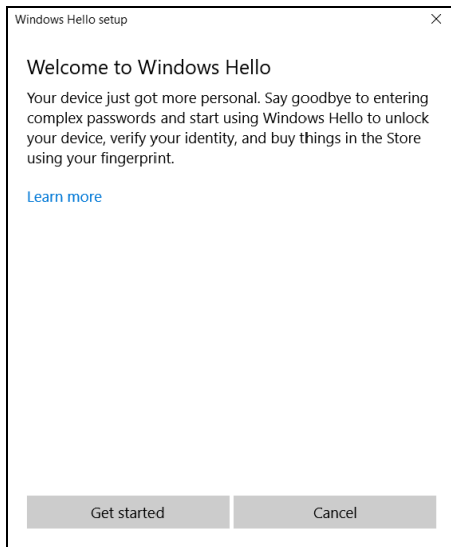 Windows Hello setup
Welcome to Windows Hello
Your device just got more personal. Say goodbye to entering
complex passwords and start using Windows Hello to unlock
your device, verify your identity, and buy things in the Store
using your fingerprint.
Learn more
Get started
Cancel